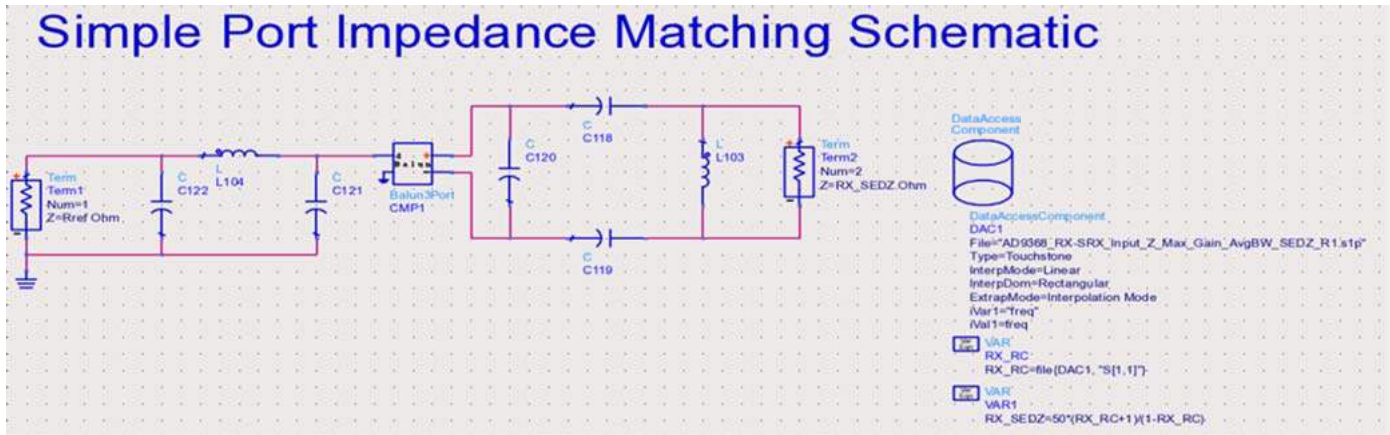 Simple Port Impedance Matching Schematic
Term
Term1
Num=1
Z=Rref Ohm
C
C122
L
L104
C
C121
Balun
Balun3Port
CMP1
C
C120
C
C118
C
C119
L
L103
Term
Term2
Num=2
Z=RX_SEDZ Ohm
DataAccess
Component
DataAccessComponent
DAC1
File="AD9368_RX-SRX_Input_Z_Max_Gain_AvgBW_SEDZ_R1.s1p"
Type=Touchstone
InterpMode=Linear
InterpDom=Rectangular
ExtrapMode=Interpolation Mode
iVar1="freq"
iVal1=freq
VAR
RX_RC
RX_RC=file{DAC1, "S[1,1]"}
VAR
VAR1
RX_SEDZ=50*(RX_RC+1)/(1-RX_RC)